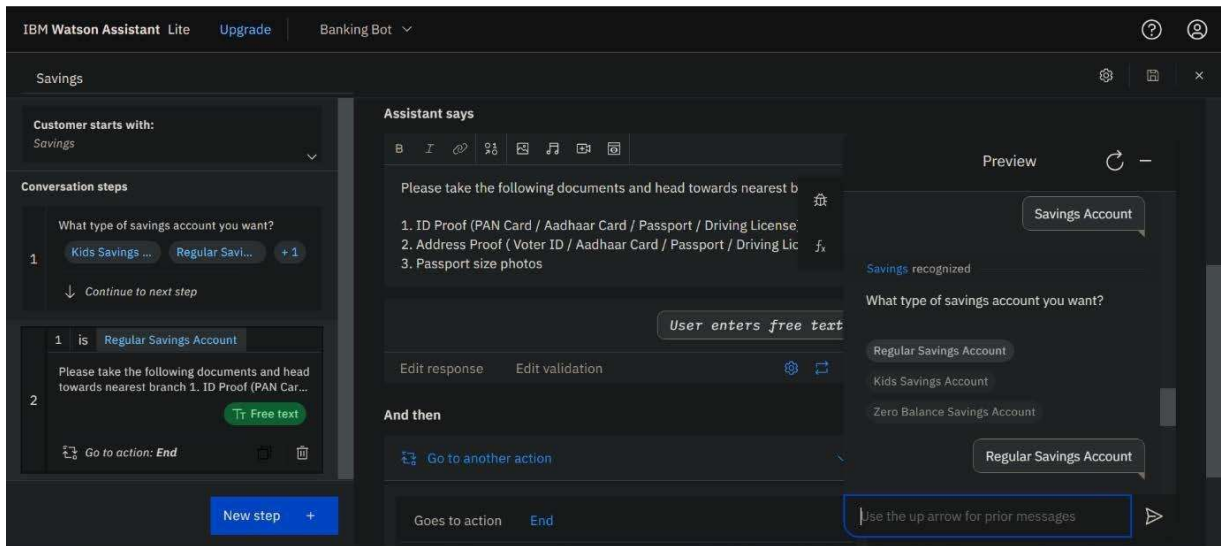 IBM Watson Assistant Lite Upgrade Banking Bot
Savings
Customer starts with:
Savings
Conversation steps
1
What type of savings account you want?
Kids Savings ... Regular Savi... + 1
Continue to next step
2
1 is Regular Savings Account
Please take the following documents and head
towards nearest branch 1. ID Proof (PAN Car...
Tт Free text
Go to action: End
New step +
Assistant says
B I
Please take the following documents and head towards nearest b
1. ID Proof (PAN Card / Aadhaar Card / Passport / Driving License)
2. Address Proof ( Voter ID / Aadhaar Card / Passport / Driving Lic
3. Passport size photos
User enters free text
Edit response Edit validation
And then
Go to another action
Goes to action End
fx
Preview
Savings Account
Savings recognized
What type of savings account you want?
Regular Savings Account
Kids Savings Account
Zero Balance Savings Account
Regular Savings Account
Use the up arrow for prior messages